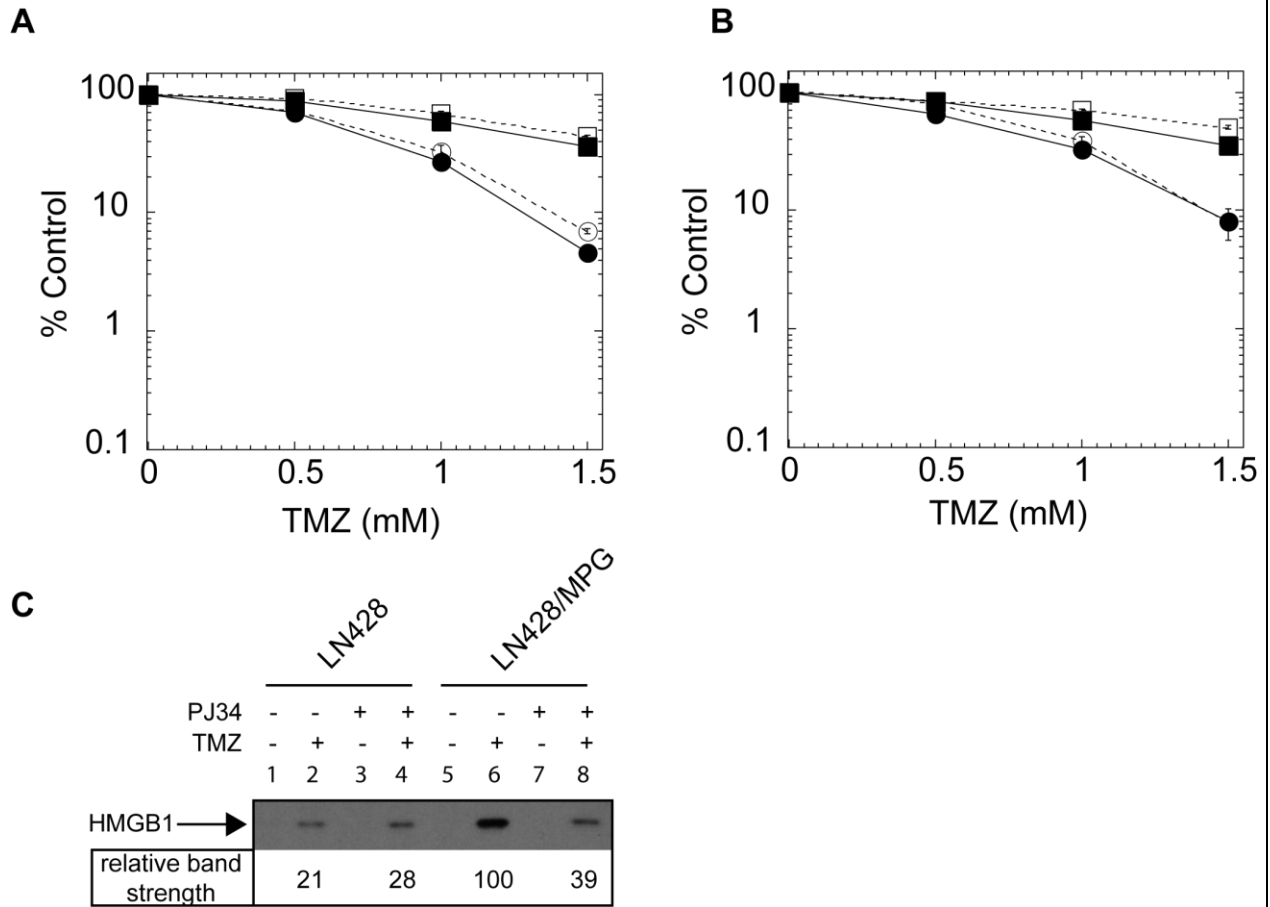 A
100
10
1
0.1
% Control
0 0.5 1 1.5
TMZ (mM)
B
100
10
1
0.1
% Control
0 0.5 1 1.5
TMZ (mM)
C
LN428 LN428/MPG
PJ34 - - + + - - + +
TMZ - + - + - + - +
1 2 3 4 5 6 7 8
HMGB1
relative band
strength
21 28 100 39